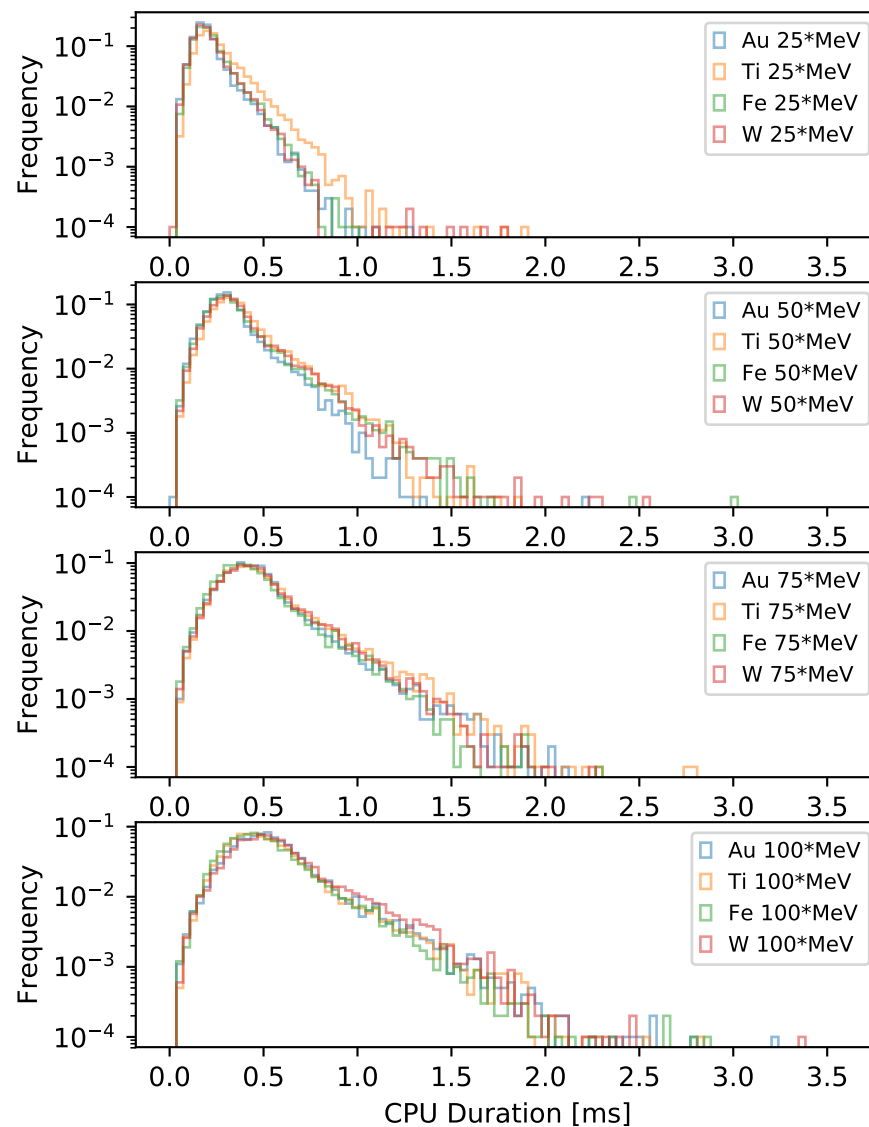 Frequency
10⁻¹
10⁻²
10⁻³
10⁻⁴
Au 25*MeV
Ti 25*MeV
Fe 25*MeV
W 25*MeV
0.0 0.5 1.0 1.5 2.0 2.5 3.0 3.5
Frequency
10⁻¹
10⁻²
10⁻³
10⁻⁴
Au 50*MeV
Ti 50*MeV
Fe 50*MeV
W 50*MeV
0.0 0.5 1.0 1.5 2.0 2.5 3.0 3.5
Frequency
10⁻¹
10⁻²
10⁻³
10⁻⁴
Au 75*MeV
Ti 75*MeV
Fe 75*MeV
W 75*MeV
0.0 0.5 1.0 1.5 2.0 2.5 3.0 3.5
Frequency
10⁻¹
10⁻²
10⁻³
10⁻⁴
Au 100*MeV
Ti 100*MeV
Fe 100*MeV
W 100*MeV
0.0 0.5 1.0 1.5 2.0 2.5 3.0 3.5
CPU Duration [ms]